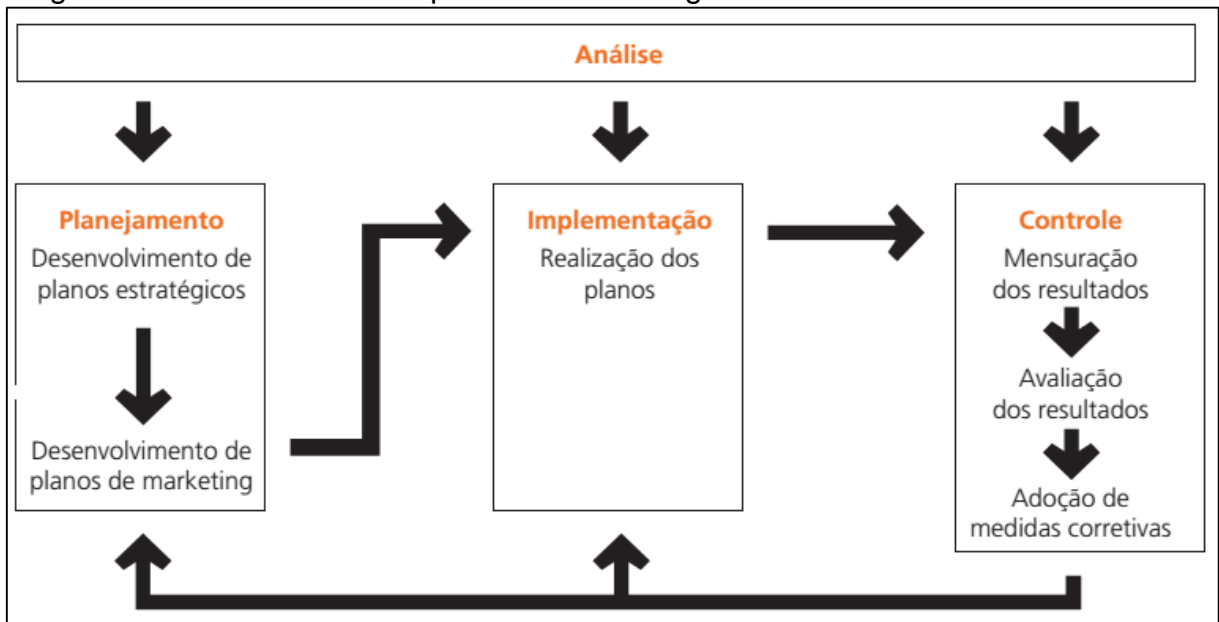 Análise
Planejamento
Desenvolvimento de
planos estratégicos
Desenvolvimento de
planos de marketing
Implementação
Realização dos
planos
Controle
Mensuração
dos resultados
Avaliação
dos resultados
Adoção de
medidas corretivas